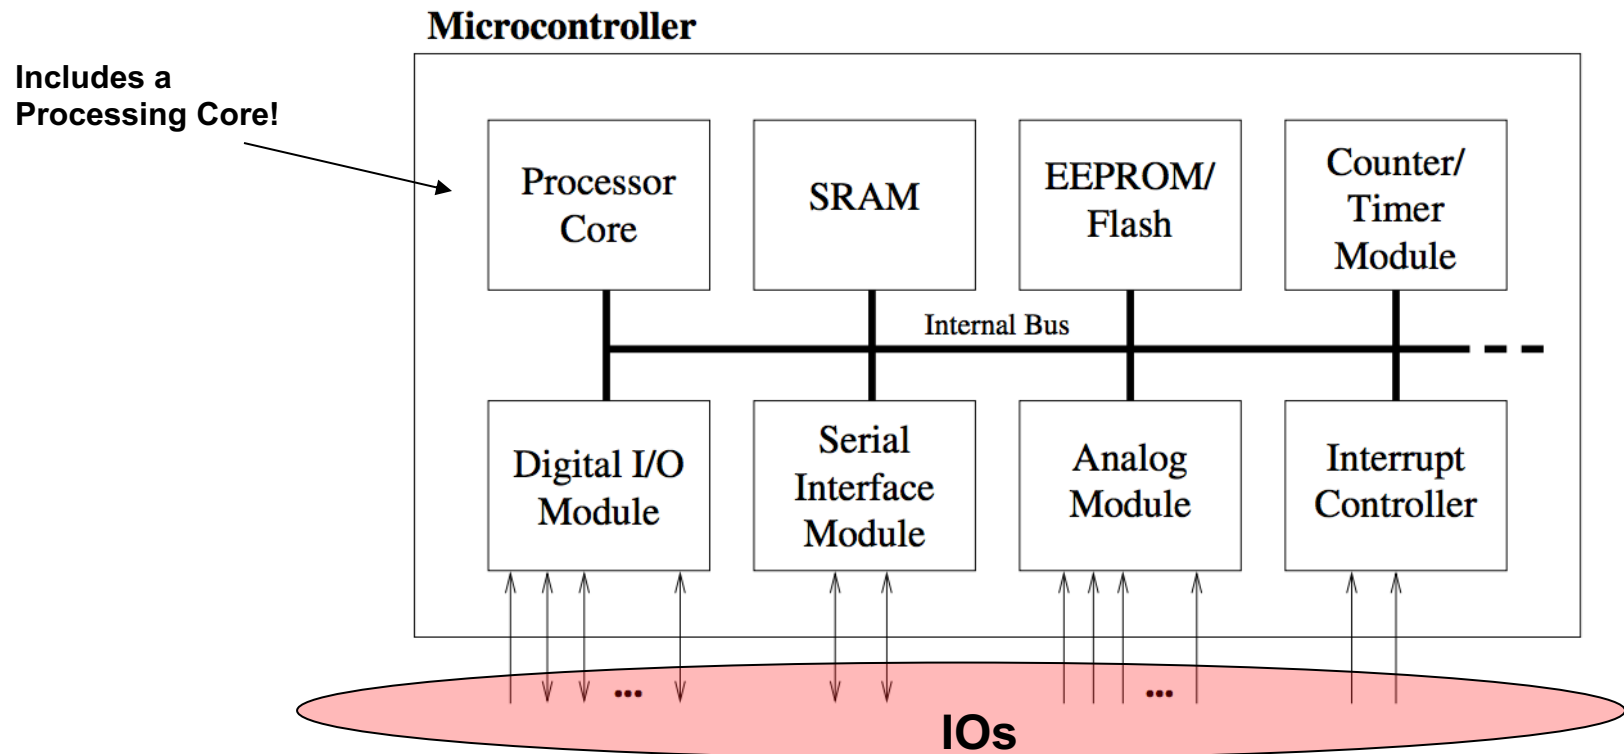 Microcontroller
Includes a
Processing Core!
Processor
Core
SRAM
EEPROM/
Flash
Counter/
Timer
Module
Internal Bus
Digital I/O
Module
Serial
Interface
Module
Analog
Module
Interrupt
Controller
...
...
IOs